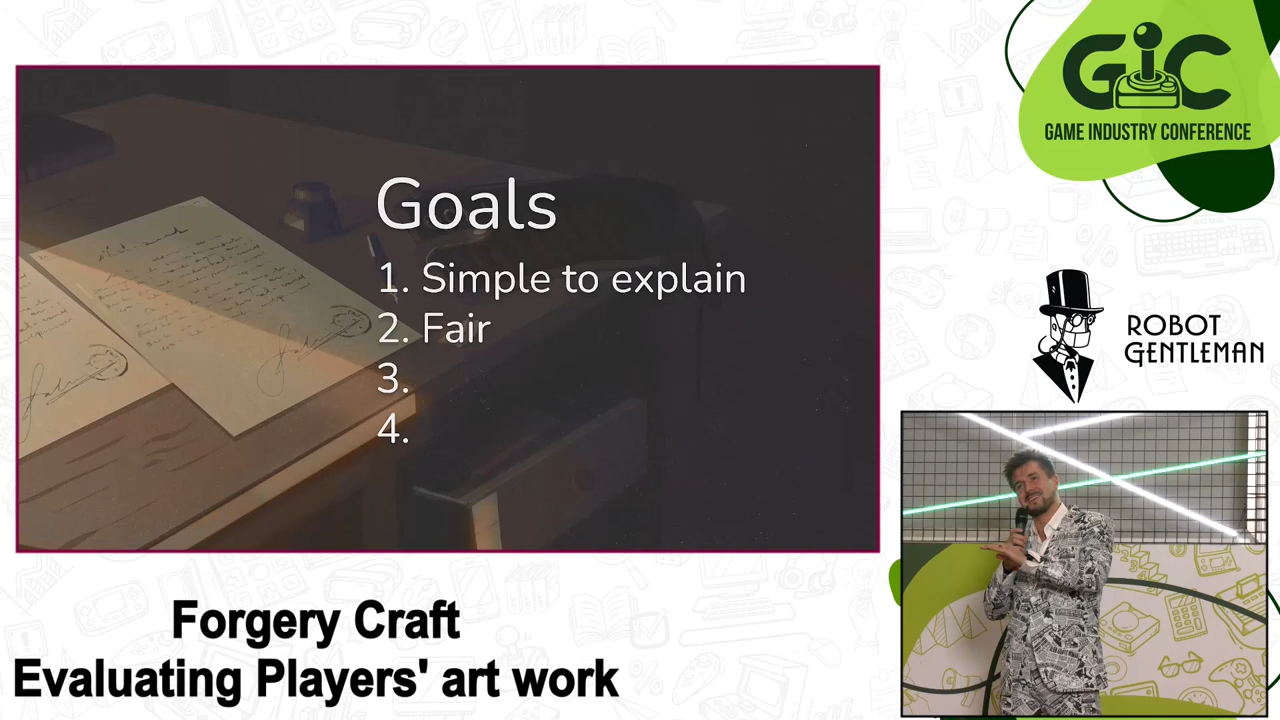 Goals
1. Simple to explain
2. Fair
3.
4.
GiC
GAME INDUSTRY CONFERENCE
ROBOT
GENTLEMAN
Forgery Craft
Evaluating Players' art work